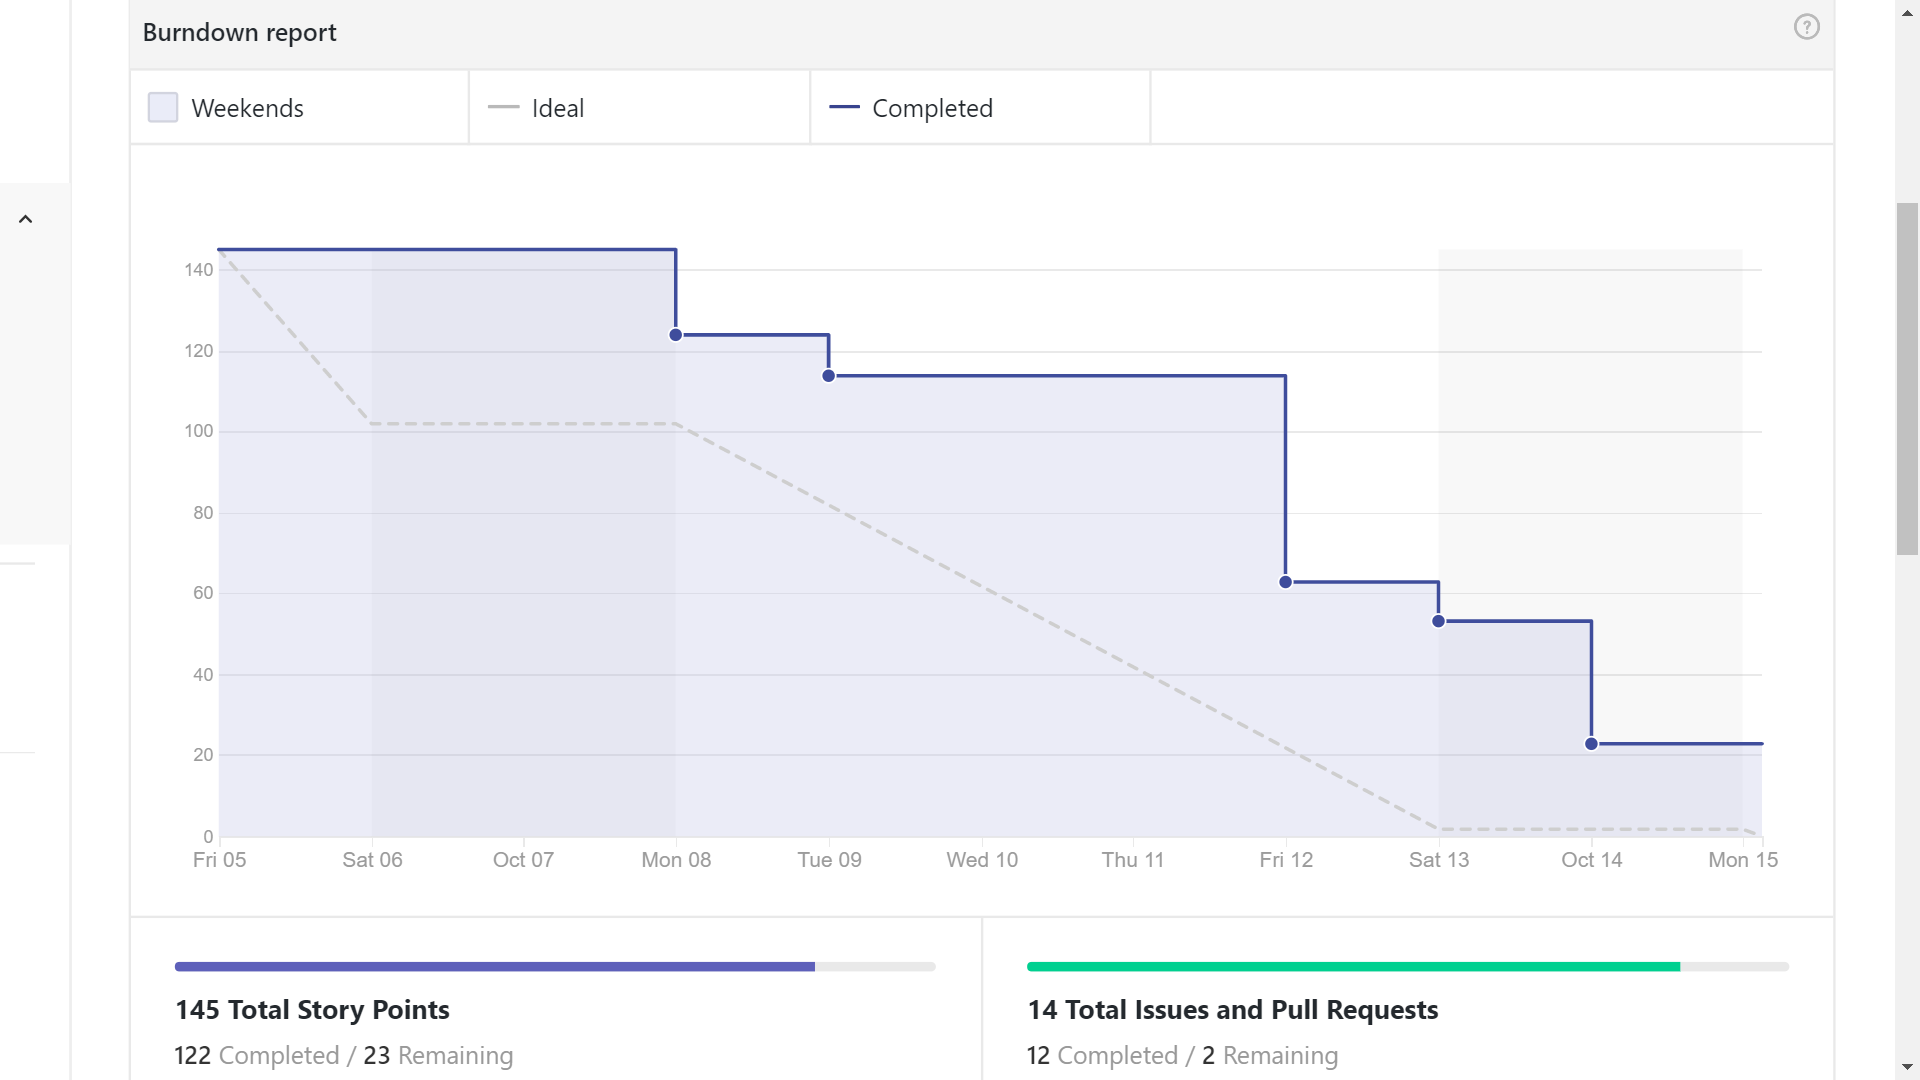 Burndown report
?
Weekends
Ideal
Completed
140
120
100
80
60
40
20
0
Fri 05 Sat 06 Oct 07 Mon 08 Tue 09 Wed 10 Thu 11 Fri 12 Sat 13 Oct 14 Mon 15
145 Total Story Points
122 Completed / 23 Remaining
14 Total Issues and Pull Requests
12 Completed / 2 Remaining